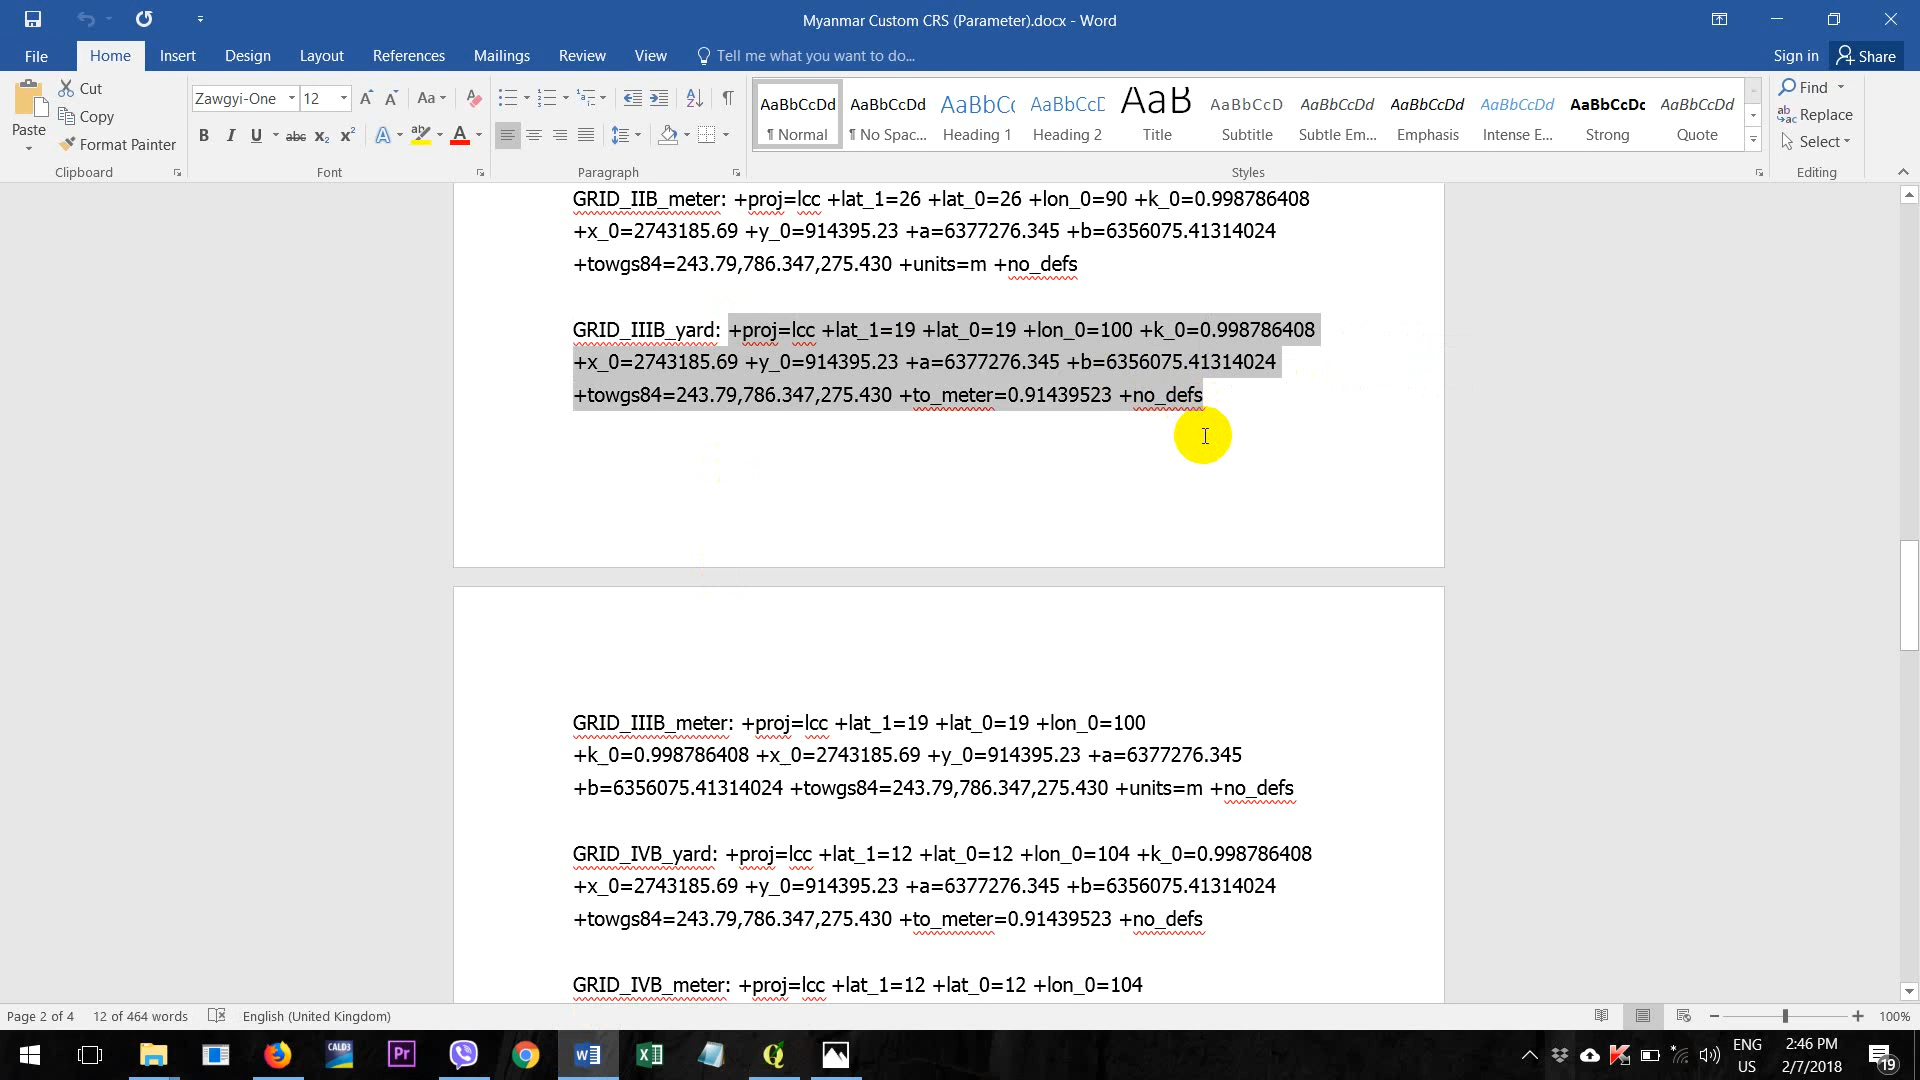 Myanmar Custom CRS (Parameter).docx - Word
File Home Insert Design Layout References Mailings Review View Tell me what you want to do... Sign in Share
Paste Cut Copy Format Painter
Clipboard
Zawgyi-One 12 Aa
B I U abc x₂ x² A A
Font
Paragraph
AaBbCcDd AaBbCcDd AaBbCc AaBbCcD AaB AaBbCcD AaBbCcDd AaBbCcDd AaBbCcDd AaBbCcDc AaBbCcDd
¶ Normal ¶ No Spac... Heading 1 Heading 2 Title Subtitle Subtle Em... Emphasis Intense E... Strong Quote
Styles
Find
Replace
Select
Editing
GRID_IIB_meter: +proj=lcc +lat_1=26 +lat_0=26 +lon_0=90 +k_0=0.998786408
+x_0=2743185.69 +y_0=914395.23 +a=6377276.345 +b=6356075.41314024
+towgs84=243.79,786.347,275.430 +units=m +no_defs
GRID_IIIB_yard: +proj=lcc +lat_1=19 +lat_0=19 +lon_0=100 +k_0=0.998786408
+x_0=2743185.69 +y_0=914395.23 +a=6377276.345 +b=6356075.41314024
+towgs84=243.79,786.347,275.430 +to_meter=0.91439523 +no_defs
GRID_IIIB_meter: +proj=lcc +lat_1=19 +lat_0=19 +lon_0=100
+k_0=0.998786408 +x_0=2743185.69 +y_0=914395.23 +a=6377276.345
+b=6356075.41314024 +towgs84=243.79,786.347,275.430 +units=m +no_defs
GRID_IVB_yard: +proj=lcc +lat_1=12 +lat_0=12 +lon_0=104 +k_0=0.998786408
+x_0=2743185.69 +y_0=914395.23 +a=6377276.345 +b=6356075.41314024
+towgs84=243.79,786.347,275.430 +to_meter=0.91439523 +no_defs
GRID_IVB_meter: +proj=lcc +lat_1=12 +lat_0=12 +lon_0=104
Page 2 of 4 12 of 464 words English (United Kingdom) 100%
CALD3 Pr
ENG
US
2:46 PM
2/7/2018
19